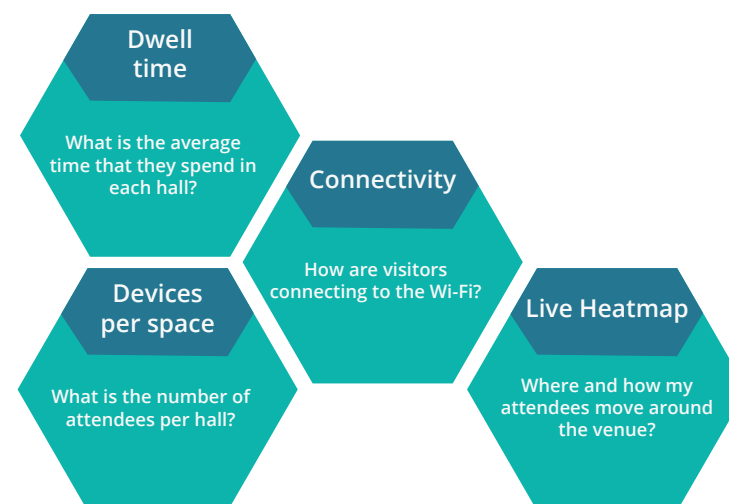 Dwell
time
What is the average
time that they spend in
each hall?
Connectivity
How are visitors
connecting to the Wi-Fi?
Devices
per space
What is the number of
attendees per hall?
Live Heatmap
Where and how my
attendees move around
the venue?